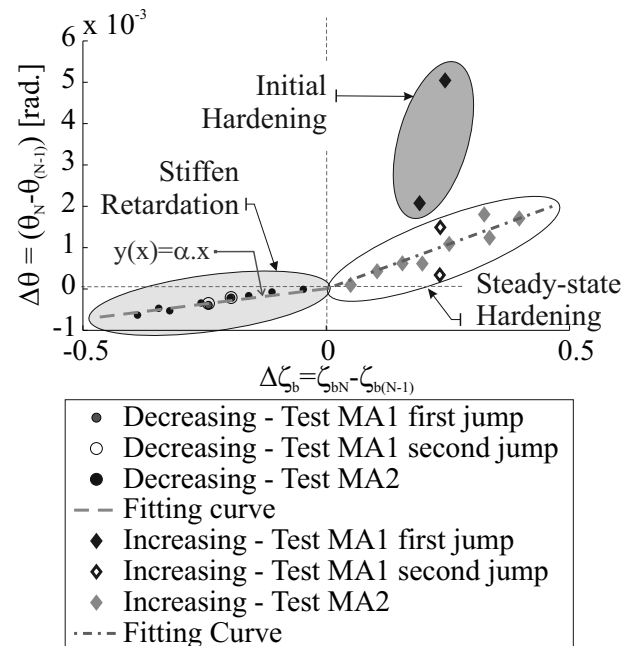 x 10⁻³
6
5
4
3
2
1
0
-1
Δθ = (θN-θ(N-1)) [rad.]
Initial
Hardening
Stiffen
Retardation
y(x)=α.x
Steady-state
Hardening
-0.5
0
0.5
Δζb=ζbN-ζb(N-1)
Decreasing - Test MA1 first jump
Decreasing - Test MA1 second jump
Decreasing - Test MA2
Fitting curve
Increasing - Test MA1 first jump
Increasing - Test MA1 second jump
Increasing - Test MA2
Fitting Curve